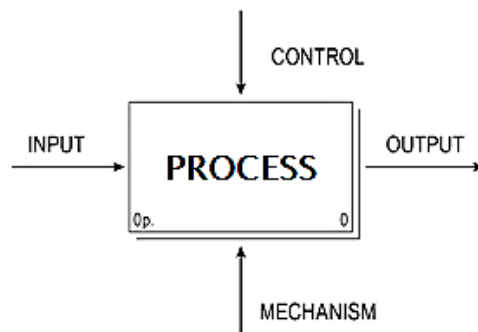 CONTROL
INPUT
OUTPUT
PROCESS
0p. 0
MECHANISM